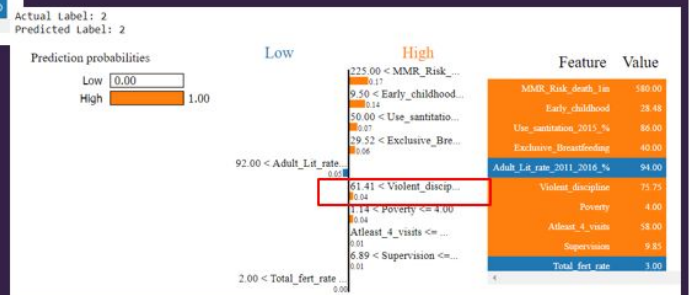 Actual Label: 2
Predicted Label: 2
Prediction probabilities
Low 0.00
High 1.00
Low High
225.00 < MMR_Risk_...
0.17
9.50 < Early_childhood...
0.14
50.00 < Use_santitatio...
0.07
29.52 < Exclusive_Bre...
0.06
92.00 < Adult_Lit_rate...
0.05
61.41 < Violent_discip...
0.04
1.14 < Poverty <= 4.00
0.04
Atleast_4_visits <= ...
0.01
6.89 < Supervision <=...
0.01
2.00 < Total_fert_rate ...
0.00
Feature Value
MMR_Risk_death_1in 580.00
Early_childhood 28.48
Use_santitation_2015_% 86.00
Exclusive_Breastfeeding 40.00
Adult_Lit_rate_2011_2016_% 94.00
Violent_discipline 75.75
Poverty 4.00
Atleast_4_visits 58.00
Supervision 9.85
Total_fert_rate 3.00